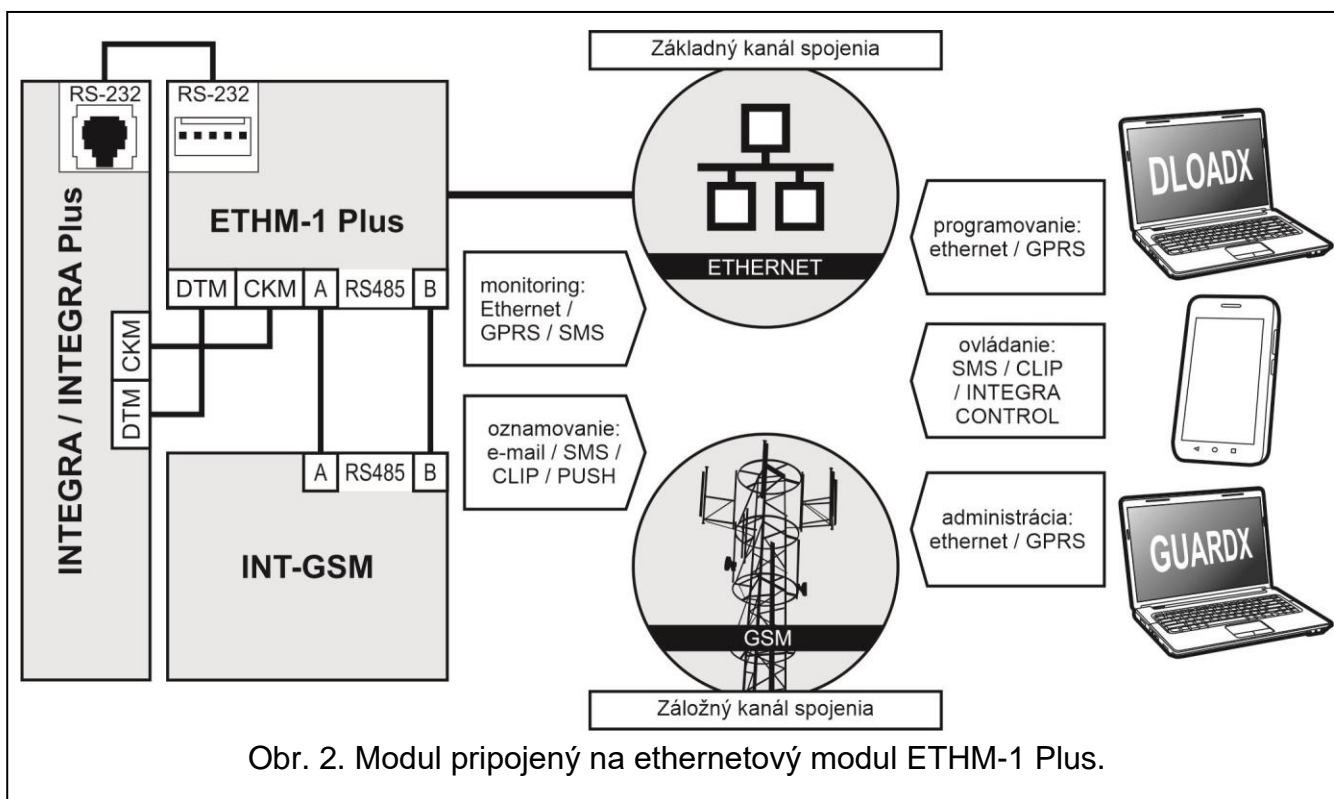 Základný kanál spojenia
RS-232
RS-232
INTEGRA / INTEGRA Plus
ETHM-1 Plus
DTM
CKM
A
RS485
B
CKM
DTM
A
RS485
B
INT-GSM
ETHERNET
monitoring:
Ethernet /
GPRS / SMS
oznamovanie:
e-mail / SMS /
CLIP / PUSH
GSM
Záložný kanál spojenia
programovanie:
ethernet / GPRS
ovládanie:
SMS / CLIP
/ INTEGRA
CONTROL
administrácia:
ethernet / GPRS
DLOADX
GUARDX
Obr. 2. Modul pripojený na ethernetový modul ETHM-1 Plus.